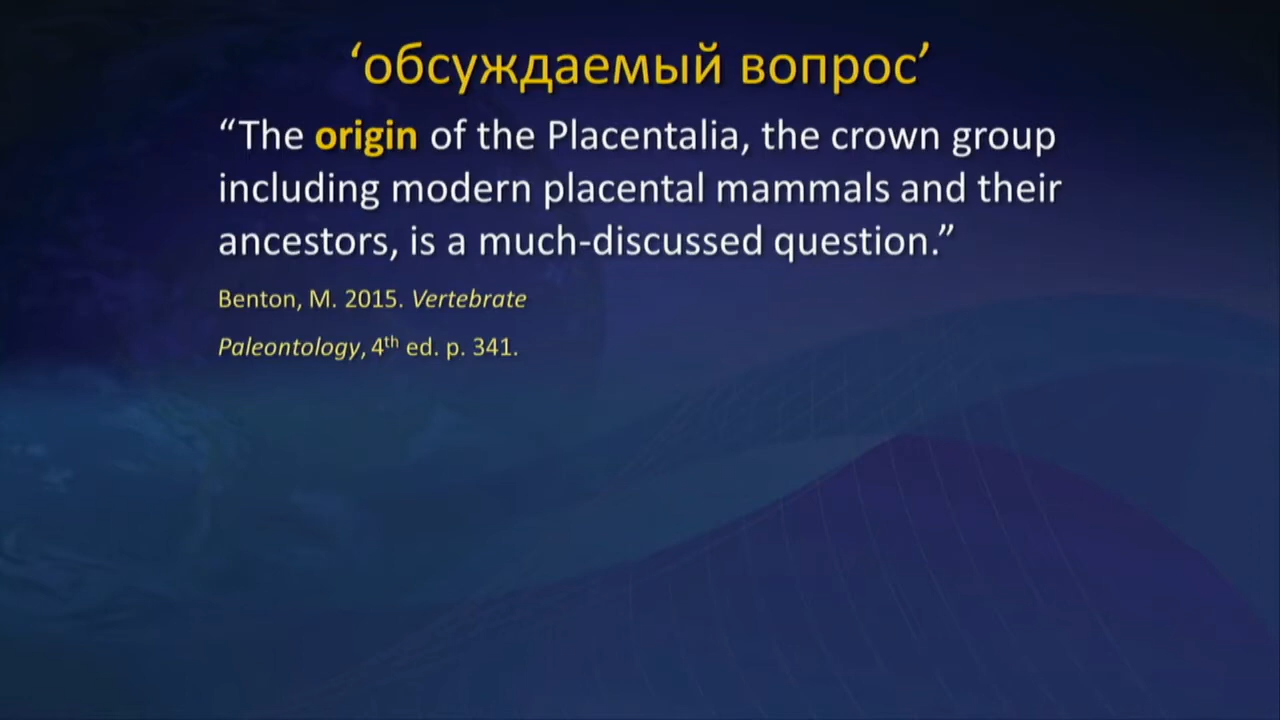 ‘обсуждаемый вопрос’
“The origin of the Placentalia, the crown group
including modern placental mammals and their
ancestors, is a much-discussed question.”
Benton, M. 2015. Vertebrate
Paleontology, 4th ed. p. 341.